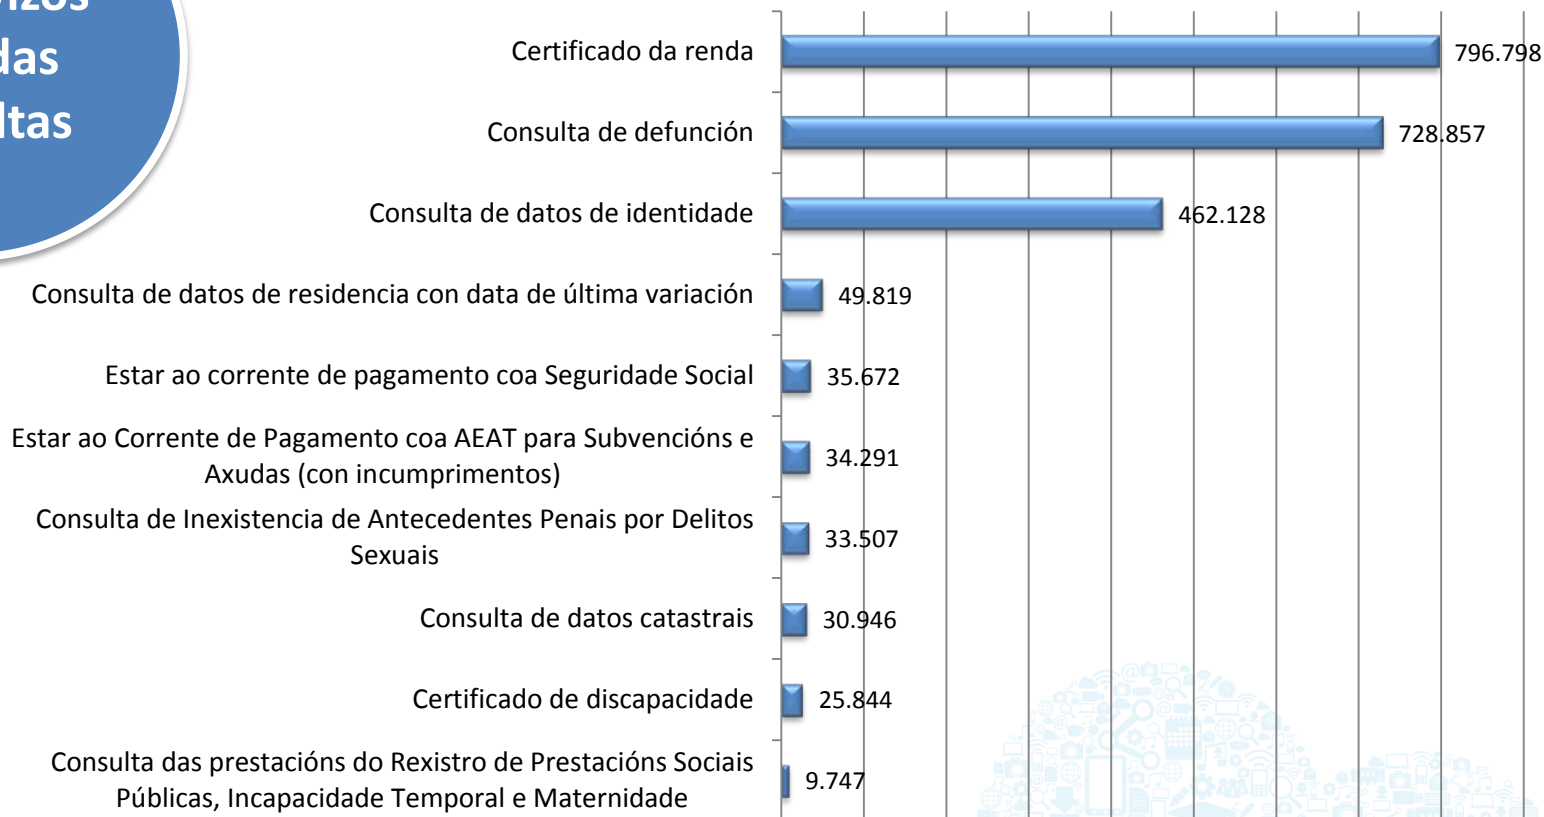 das
Certificado da renda
796.798
Consulta de defunción
728.857
Consulta de datos de identidade
462.128
Consulta de datos de residencia con data de última variación
49.819
Estar ao corrente de pagamento coa Seguridade Social
35.672
Estar ao Corrente de Pagamento coa AEAT para Subvencións e
Axudas (con incumprimentos)
34.291
Consulta de Inexistencia de Antecedentes Penais por Delitos
Sexuais
33.507
Consulta de datos catastrais
30.946
Certificado de discapacidade
25.844
Consulta das prestacións do Rexistro de Prestacións Sociais
Públicas, Incapacidade Temporal e Maternidade
9.747